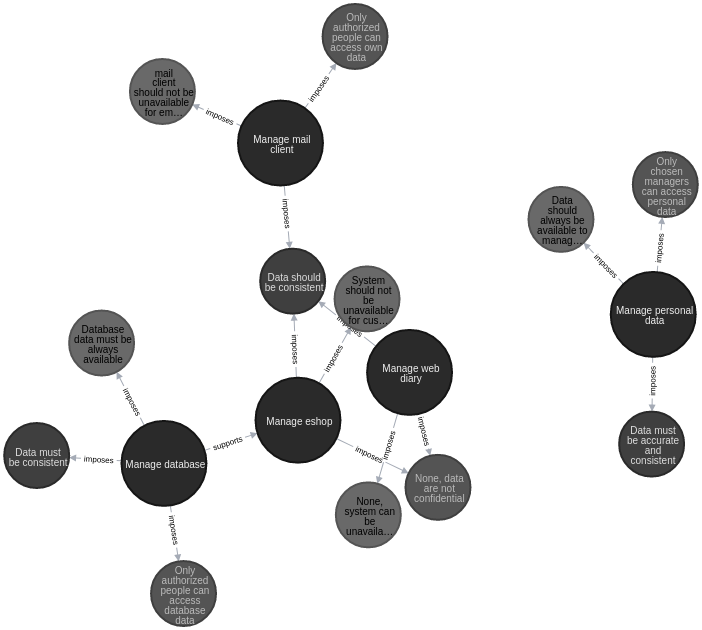 Only
authorized
people can
access own
data
mail
client
should not be
unavailable
for em...
imposes
imposes
Manage mail
client
imposes
Only
chosen
managers
can access
personal
data
Data
should
always be
available to
manag...
imposes
imposes
Manage personal
data
imposes
Data must
be accurate
and
consistent
Data should
be consistent
System
should not
be
unavailable
for cus...
imposes
imposes
imposes
Manage web
diary
Database
data must be
always
available
imposes
Manage eshop
supports
imposes
imposes
imposes
Data must
be consistent
imposes
Manage database
imposes
None, data
are not
confidential
None,
system can
be
unavaila...
Only
authorized
people can
access
database
data